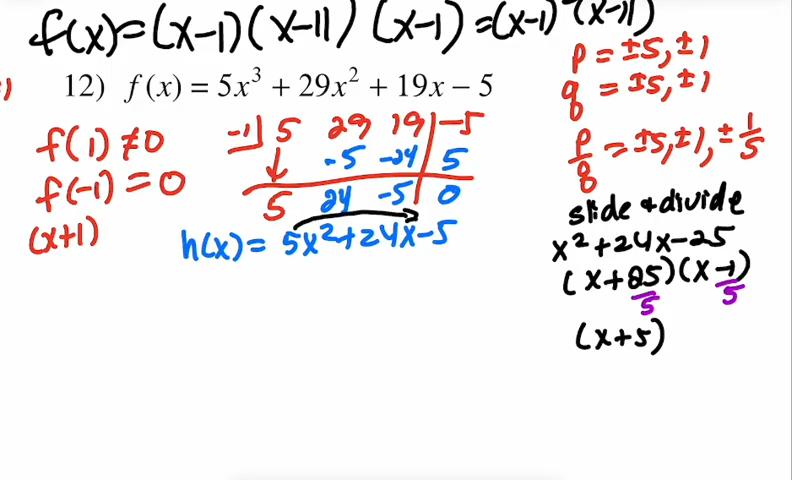 f(x)=(x-1)(x-11)(x-1)=(x-1)²(x-11)
12) f(x) = 5x³ + 29x² + 19x − 5
f(1) ≠ 0
f(-1) = 0
(x+1)
-1| 5 29 19 | -5
↓ -5 -24 | 5
5 24 -5 | 0
h(x) = 5x²+24x-5
p = ±5, ±1
q = ±5, ±1
p/q = ±5, ±1, ±1/5
slide & divide
x²+24x-25
(x+25/5)(x-1/5)
(x+5)